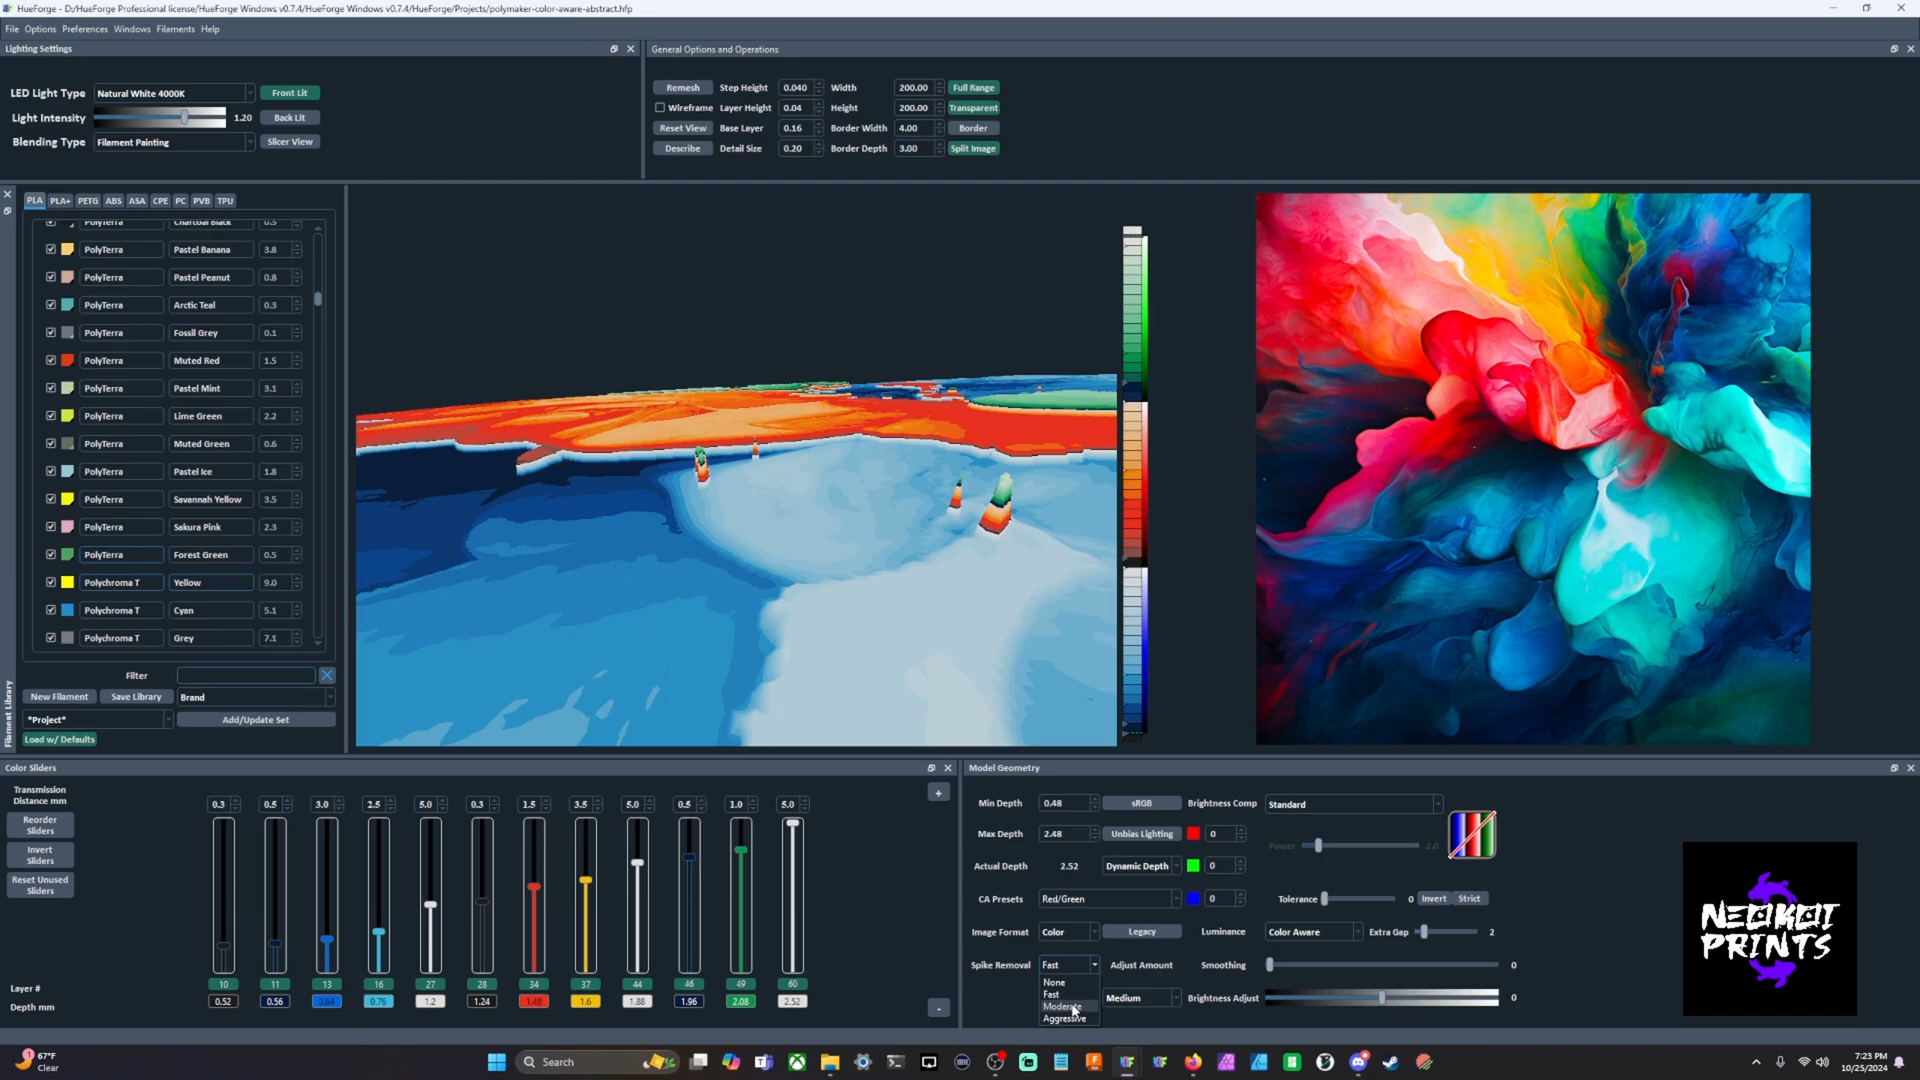 HueForge - D:/HueForge Professional license/HueForge Windows v0.7.4/HueForge Windows v0.7.4/HueForge/Projects/polymaker-color-aware-abstract.hfp
File Options Preferences Windows Filaments Help
Lighting Settings
LED Light Type Natural White 4000K Front Lit
Light Intensity 1.20 Back Lit
Blending Type Filament Painting Slicer View
General Options and Operations
Remesh Step Height 0.040 Width 200.00 Full Range
Wireframe Layer Height 0.04 Height 200.00 Transparent
Reset View Base Layer 0.16 Border Width 4.00 Border
Describe Detail Size 0.20 Border Depth 3.00 Split Image
Filament Library
PLA PLA+ PETG ABS ASA CPE PC PVB TPU
PolyTerra Charcoal Black 0.3
PolyTerra Pastel Banana 3.8
PolyTerra Pastel Peanut 0.8
PolyTerra Arctic Teal 0.3
PolyTerra Fossil Grey 0.1
PolyTerra Muted Red 1.5
PolyTerra Pastel Mint 3.1
PolyTerra Lime Green 2.2
PolyTerra Muted Green 0.6
PolyTerra Pastel Ice 1.8
PolyTerra Savannah Yellow 3.5
PolyTerra Sakura Pink 2.3
PolyTerra Forest Green 0.5
Polychroma T Yellow 9.0
Polychroma T Cyan 5.1
Polychroma T Grey 7.1
Filter
New Filament Save Library Brand
*Project* Add/Update Set
Load w/ Defaults
Color Sliders
Transmission
Distance mm
0.3 0.5 3.0 2.5 5.0 0.3 1.5 3.5 5.0 0.5 1.0 5.0 +
Reorder
Sliders
Invert
Sliders
Reset Unused
Sliders
Layer # 10 11 13 16 27 28 34 37 44 46 49 60
Depth mm 0.52 0.56 0.64 0.76 1.2 1.24 1.48 1.6 1.88 1.96 2.08 2.52 -
Model Geometry
Min Depth 0.48 sRGB Brightness Comp Standard
Max Depth 2.48 Unbias Lighting 0 Power 2.0
Actual Depth 2.52 Dynamic Depth 0
CA Presets Red/Green 0 Tolerance 0 Invert Strict
Image Format Color Legacy Luminance Color Aware Extra Gap 2
Spike Removal Fast Adjust Amount Smoothing 0
None
Fast
Moderate
Aggressive
Medium Brightness Adjust 0
NEOKOI
PRINTS
1
67°F
Clear
Search
7:23 PM
10/25/2024